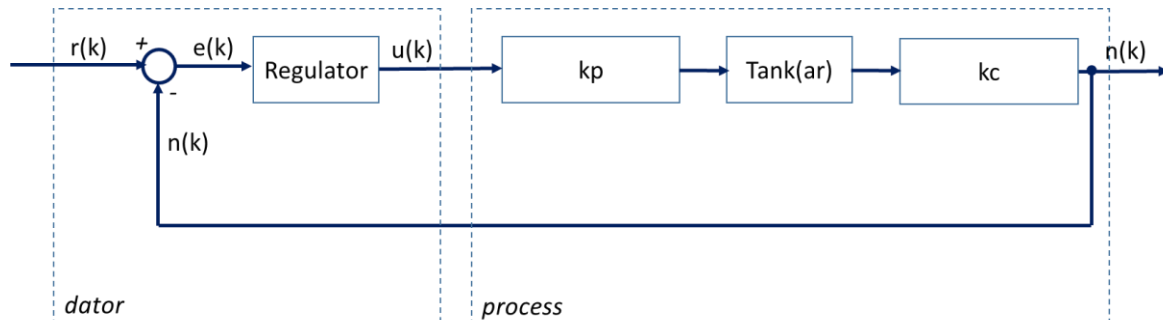 r(k)
+
e(k)
Regulator
u(k)
kp
Tank(ar)
kc
n(k)
-
n(k)
dator
process